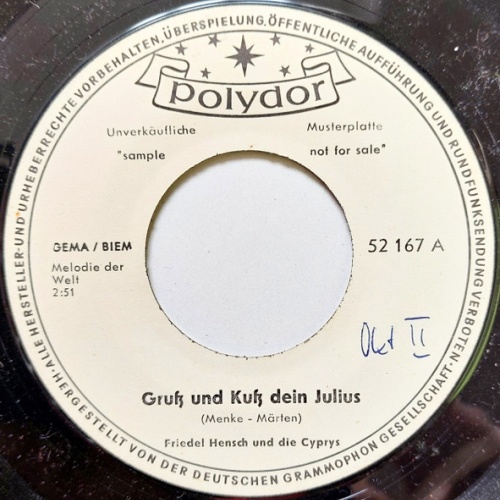 ALLE HERSTELLER- UND URHEBERRECHTE VORBEHALTEN, ÜBERSPIELUNG, ÖFFENTLICHE AUFFÜHRUNG UND RUNDFUNKSENDUNG VERBOTEN.
polydor
Unverkäufliche Musterplatte
"sample not for sale"
GEMA / BIEM 52 167 A
Melodie der
Welt
2:51
Okt II
Gruß und Kuß dein Julius
(Menke - Märten)
Friedel Hensch und die Cyprys
HERGESTELLT VON DER DEUTSCHEN GRAMMOPHON GESELLSCHAFT